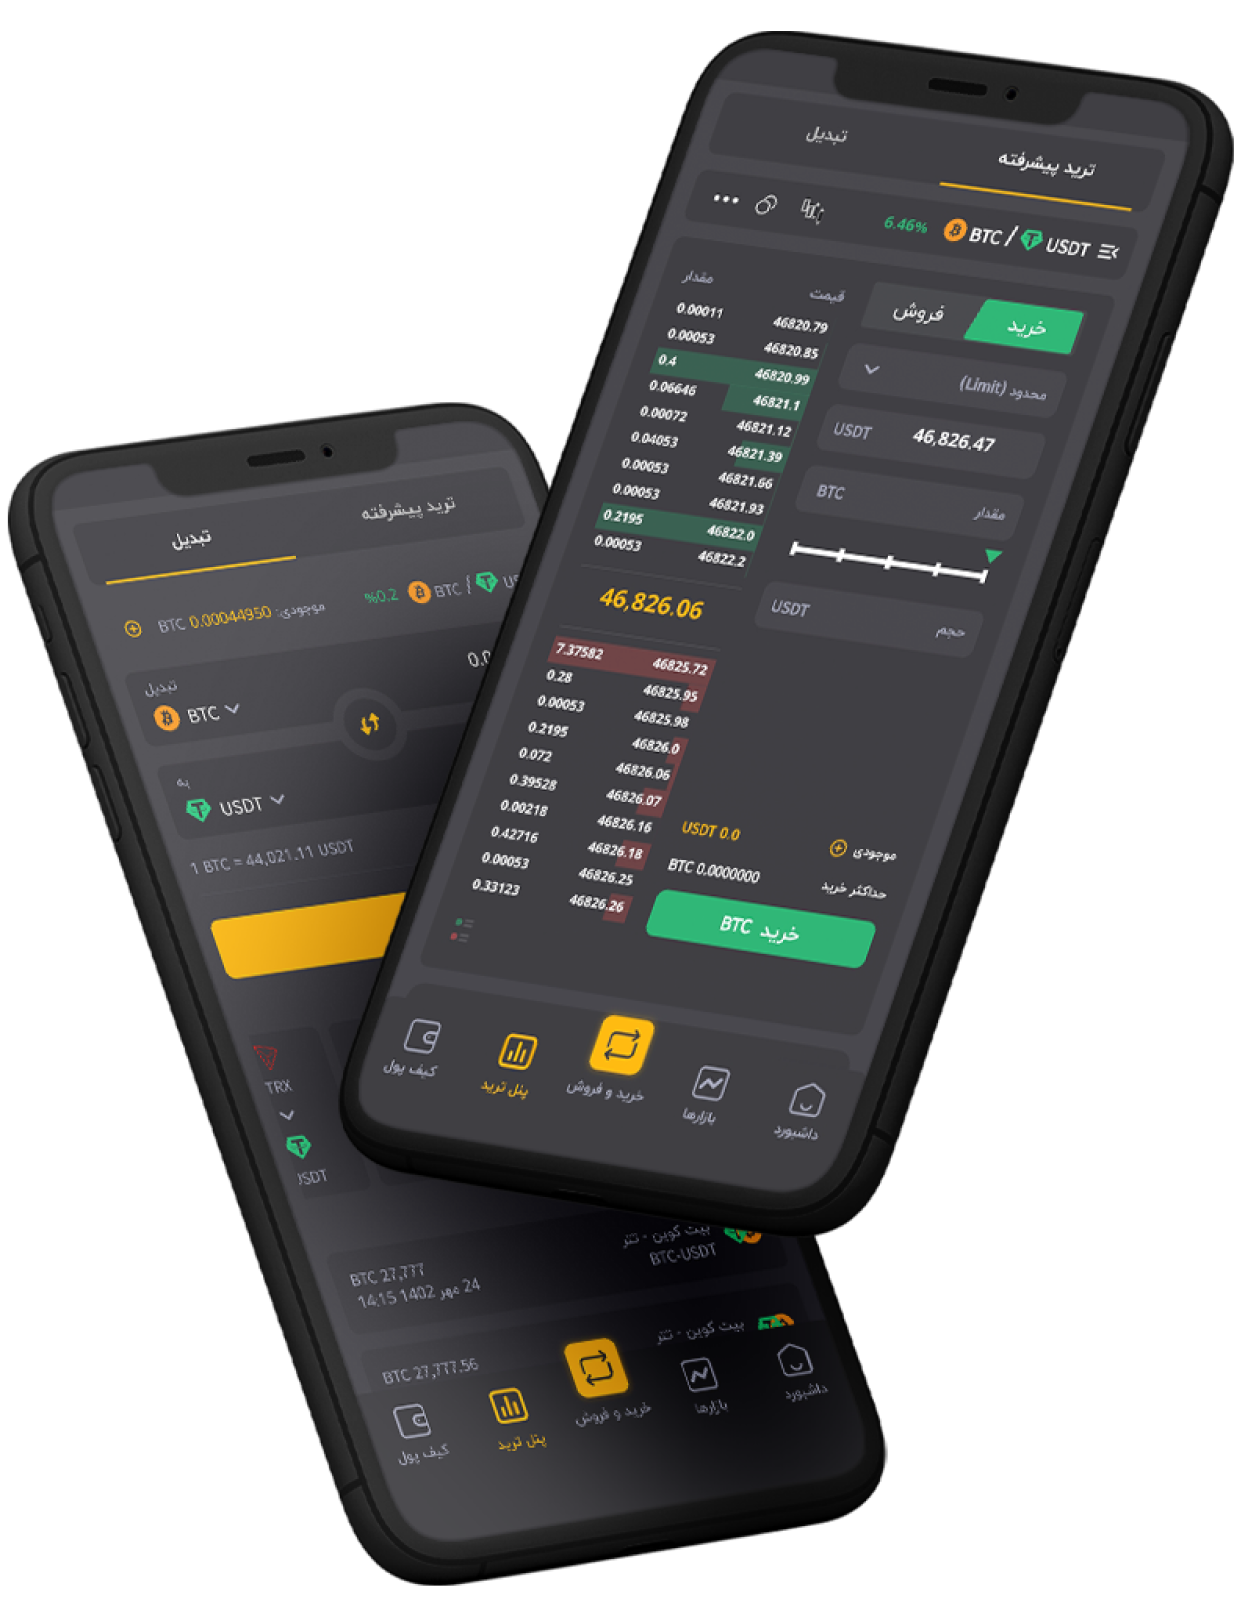 ترید پیشرفته
تبدیل
USDT / BTC 6.46%
خرید
فروش
محدود (Limit)
46,826.47 USDT
مقدار BTC
حجم USDT
قیمت مقدار
46820.79 0.00011
46820.85 0.00053
46820.99 0.4
46821.1 0.06646
46821.12 0.00072
46821.39 0.04053
46821.66 0.00053
46821.93 0.00053
46822.0 0.2195
46822.2 0.00053
46,826.06
46825.72 7.37582
46825.95 0.28
46825.98 0.00053
46826.0 0.2195
46826.06 0.072
46826.07 0.39528
46826.16 0.00218
46826.18 0.42716
46826.25 0.00053
46826.26 0.33123
موجودی USDT 0.0
حداکثر خرید BTC 0.0000000
خرید BTC
داشبورد
بازارها
خرید و فروش
پنل ترید
کیف پول
ترید پیشرفته
تبدیل
BTC / %0.2
موجودی: 0.00044950 BTC
تبدیل
BTC
به
USDT
1 BTC = 44,021.11 USDT
TRX
USDT
بیت کوین - تتر
BTC-USDT
BTC 27,777
24 مهر 1402 14:15
بیت کوین - تتر
BTC 27,777.56
داشبورد
بازارها
خرید و فروش
پنل ترید
کیف پول